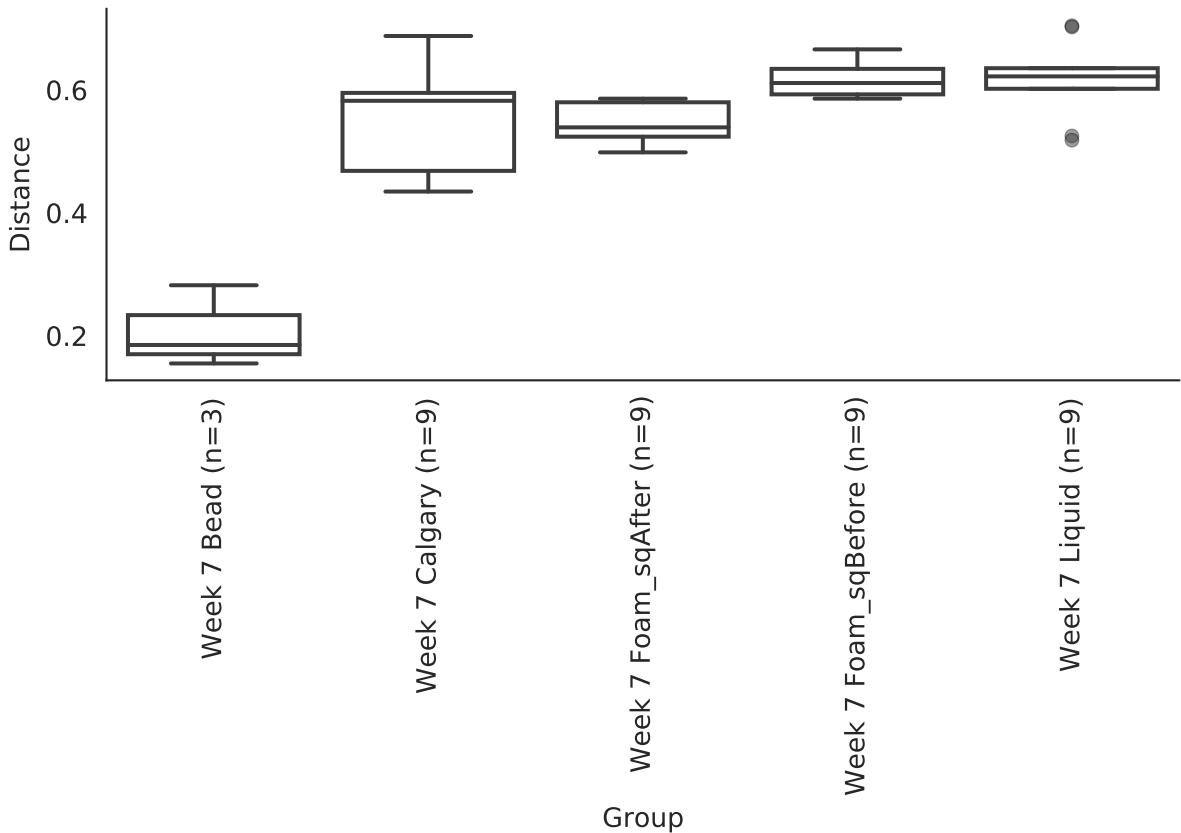 Distance
0.6
0.4
0.2
Week 7 Bead (n=3)
Week 7 Calgary (n=9)
Week 7 Foam_sqAfter (n=9)
Week 7 Foam_sqBefore (n=9)
Week 7 Liquid (n=9)
Group